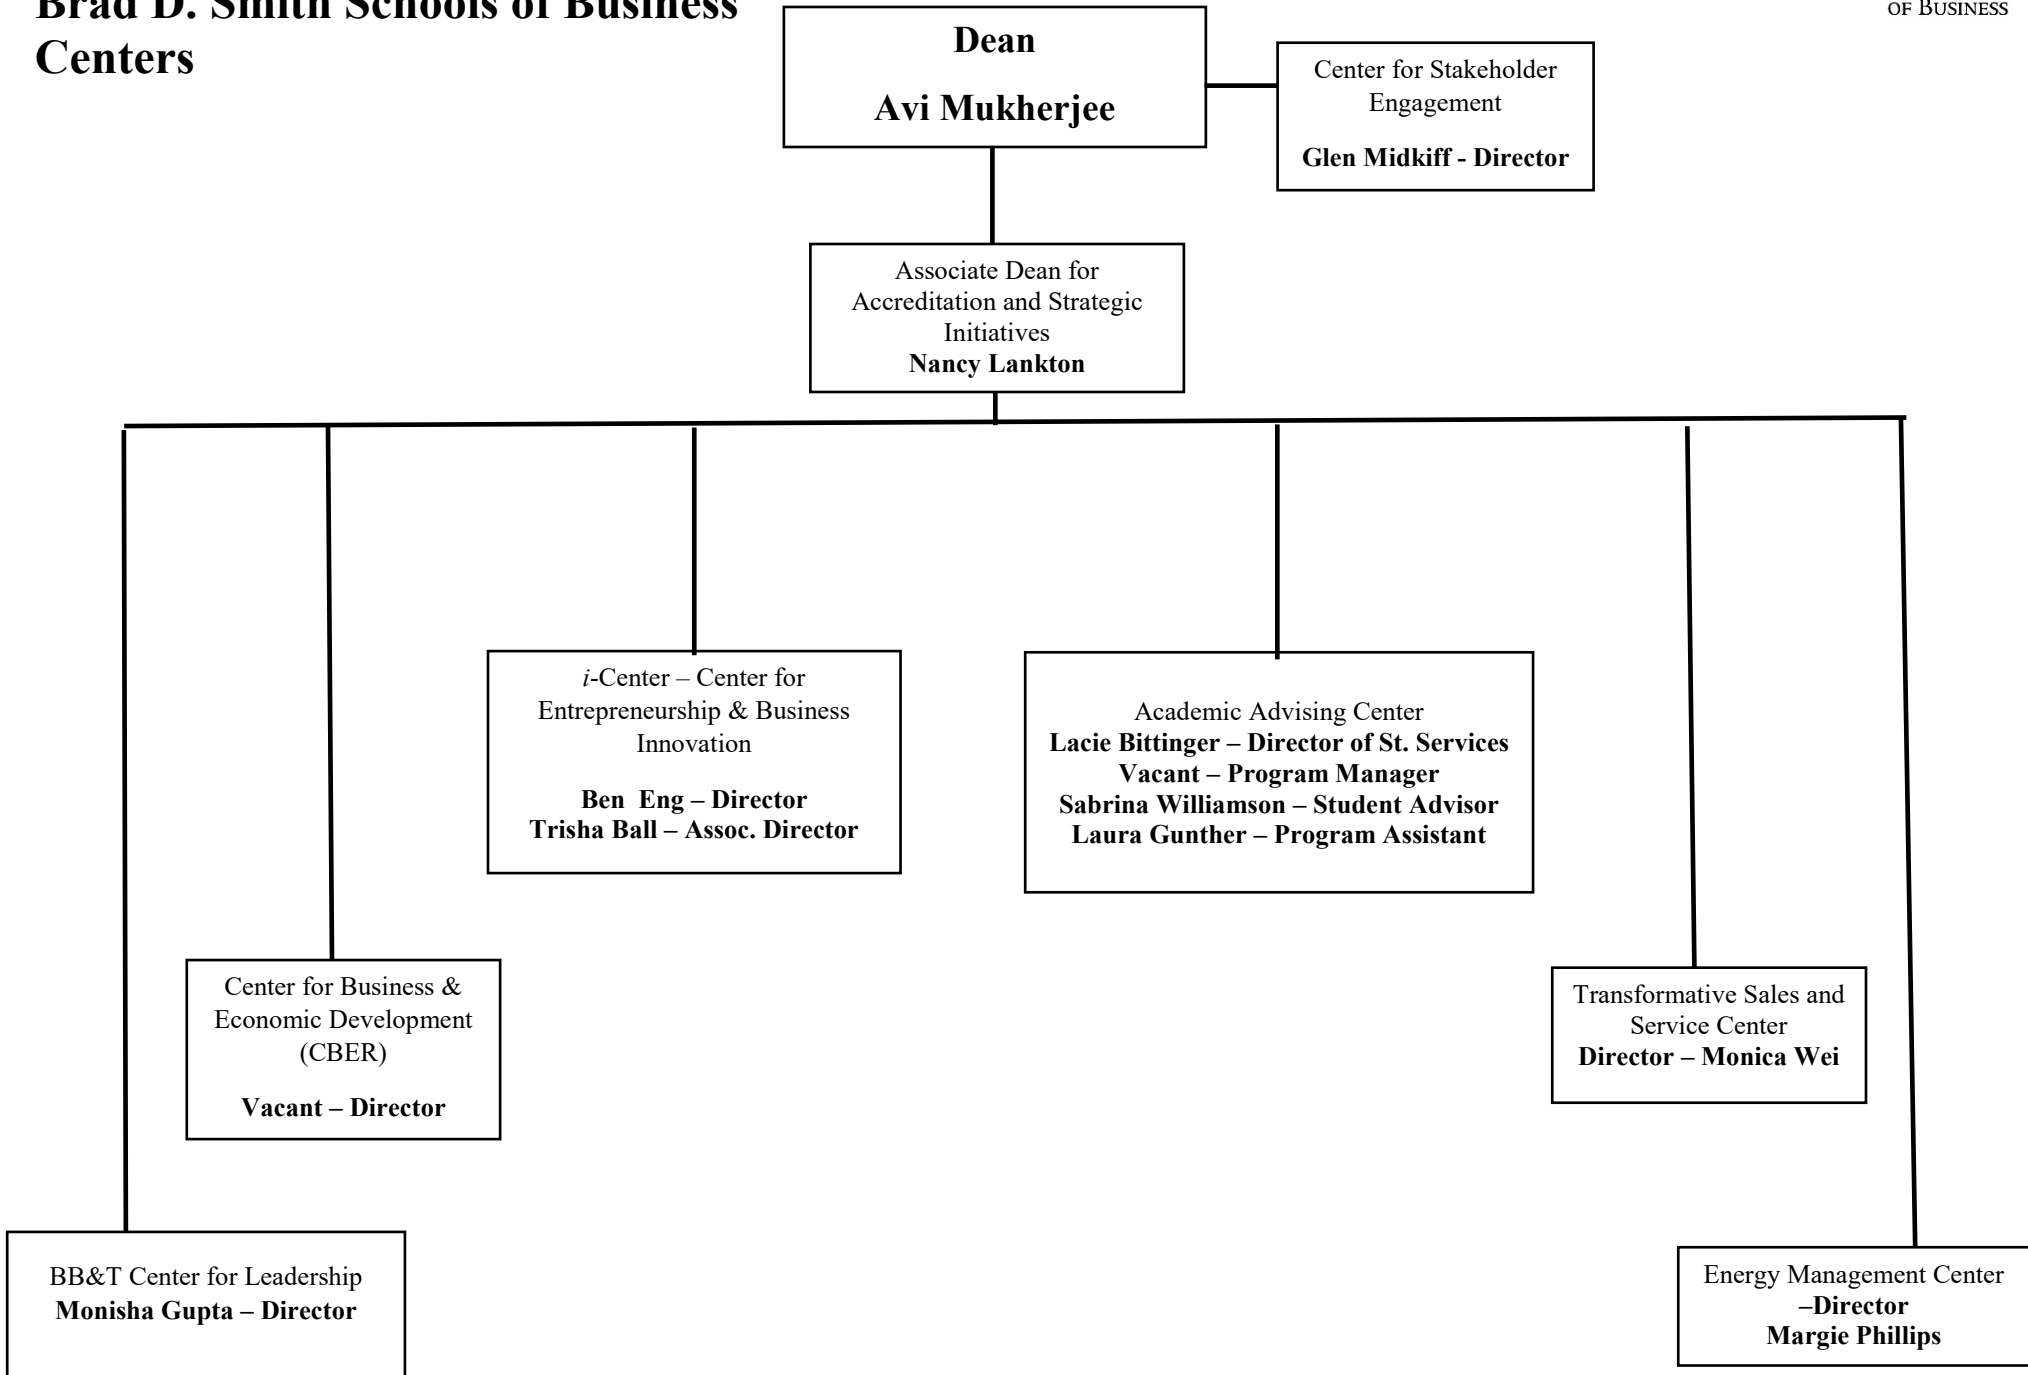 Brad D. Smith Schools of Business
Centers
OF BUSINESS
Dean
Avi Mukherjee
Center for Stakeholder
Engagement
Glen Midkiff - Director
Associate Dean for
Accreditation and Strategic
Initiatives
Nancy Lankton
i-Center – Center for
Entrepreneurship & Business
Innovation
Ben  Eng – Director
Trisha Ball – Assoc. Director
Academic Advising Center
Lacie Bittinger – Director of St. Services
Vacant – Program Manager
Sabrina Williamson – Student Advisor
Laura Gunther – Program Assistant
Center for Business &
Economic Development
(CBER)
Vacant – Director
Transformative Sales and
Service Center
Director – Monica Wei
BB&T Center for Leadership
Monisha Gupta – Director
Energy Management Center
–Director
Margie Phillips